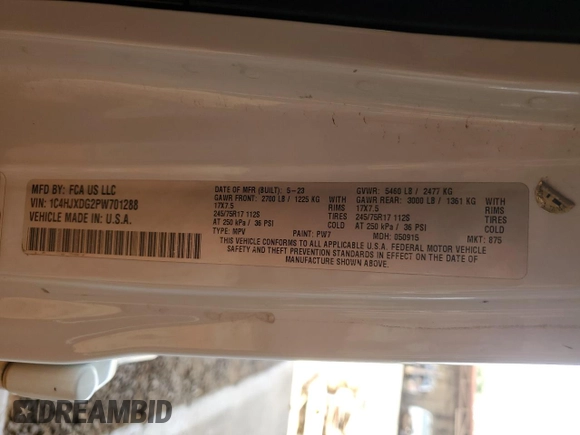 MFD BY: FCA US LLC
VIN: 1C4HJXDG2PW701288
VEHICLE MADE IN: U.S.A.
DATE OF MFR (BUILT): 5-23
GVWR: 5460 LB / 2477 KG
GAWR FRONT: 2700 LB / 1225 KG WITH
17X7.5 RIMS
245/75R17 112S TIRES
AT 250 kPa / 36 PSI COLD
GAWR REAR: 3000 LB / 1361 KG WITH
17X7.5 RIMS
245/75R17 112S TIRES
AT 250 kPa / 36 PSI COLD
TYPE: MPV PAINT: PW7 MDH: 050915 MKT: 875
THIS VEHICLE CONFORMS TO ALL APPLICABLE U.S.A. FEDERAL MOTOR VEHICLE
SAFETY AND THEFT PREVENTION STANDARDS IN EFFECT ON THE DATE OF
MANUFACTURE SHOWN ABOVE.
DREAMBID